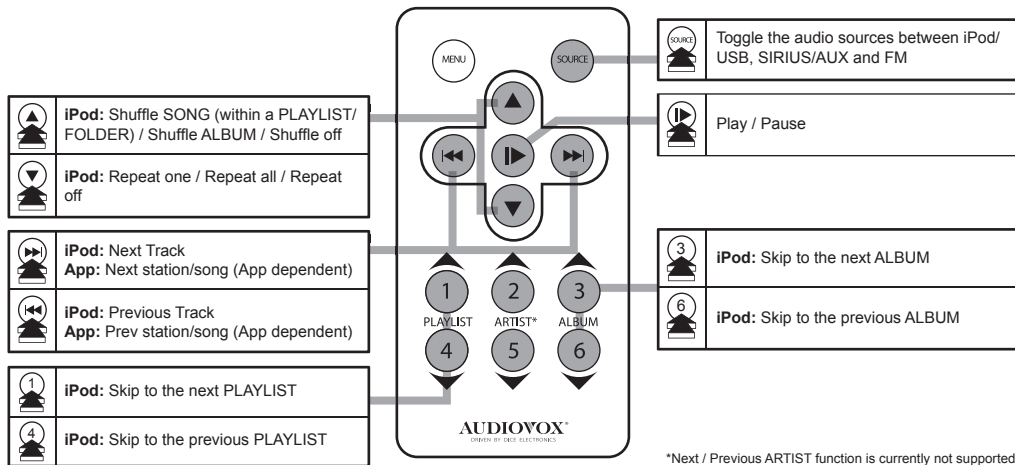 MENU
SOURCE
▲
|◀◀
|▶
▶▶|
▼
1
2
3
PLAYLIST
ARTIST*
ALBUM
4
5
6
AUDIOVOX®
DRIVEN BY DICE ELECTRONICS
iPod: Shuffle SONG (within a PLAYLIST/
FOLDER) / Shuffle ALBUM / Shuffle off
iPod: Repeat one / Repeat all / Repeat
off
iPod: Next Track
App: Next station/song (App dependent)
iPod: Previous Track
App: Prev station/song (App dependent)
1
iPod: Skip to the next PLAYLIST
4
iPod: Skip to the previous PLAYLIST
SOURCE
Toggle the audio sources between iPod/
USB, SIRIUS/AUX and FM
Play / Pause
3
iPod: Skip to the next ALBUM
6
iPod: Skip to the previous ALBUM
*Next / Previous ARTIST function is currently not supported